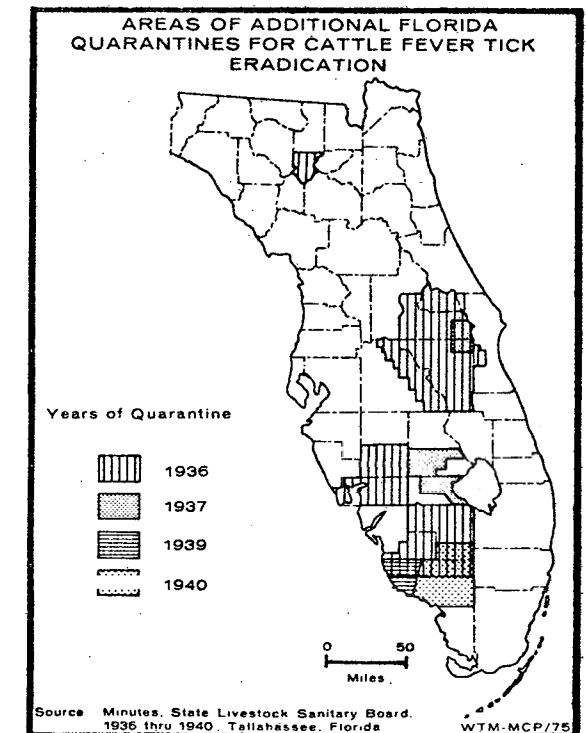 AREAS OF ADDITIONAL FLORIDA
QUARANTINES FOR CATTLE FEVER TICK
ERADICATION
Years of Quarantine
1936
1937
1939
1940
0 50
Miles
Source Minutes, State Livestock Sanitary Board,
1936 thru 1940, Tallahassee, Florida
WTM-MCP/75